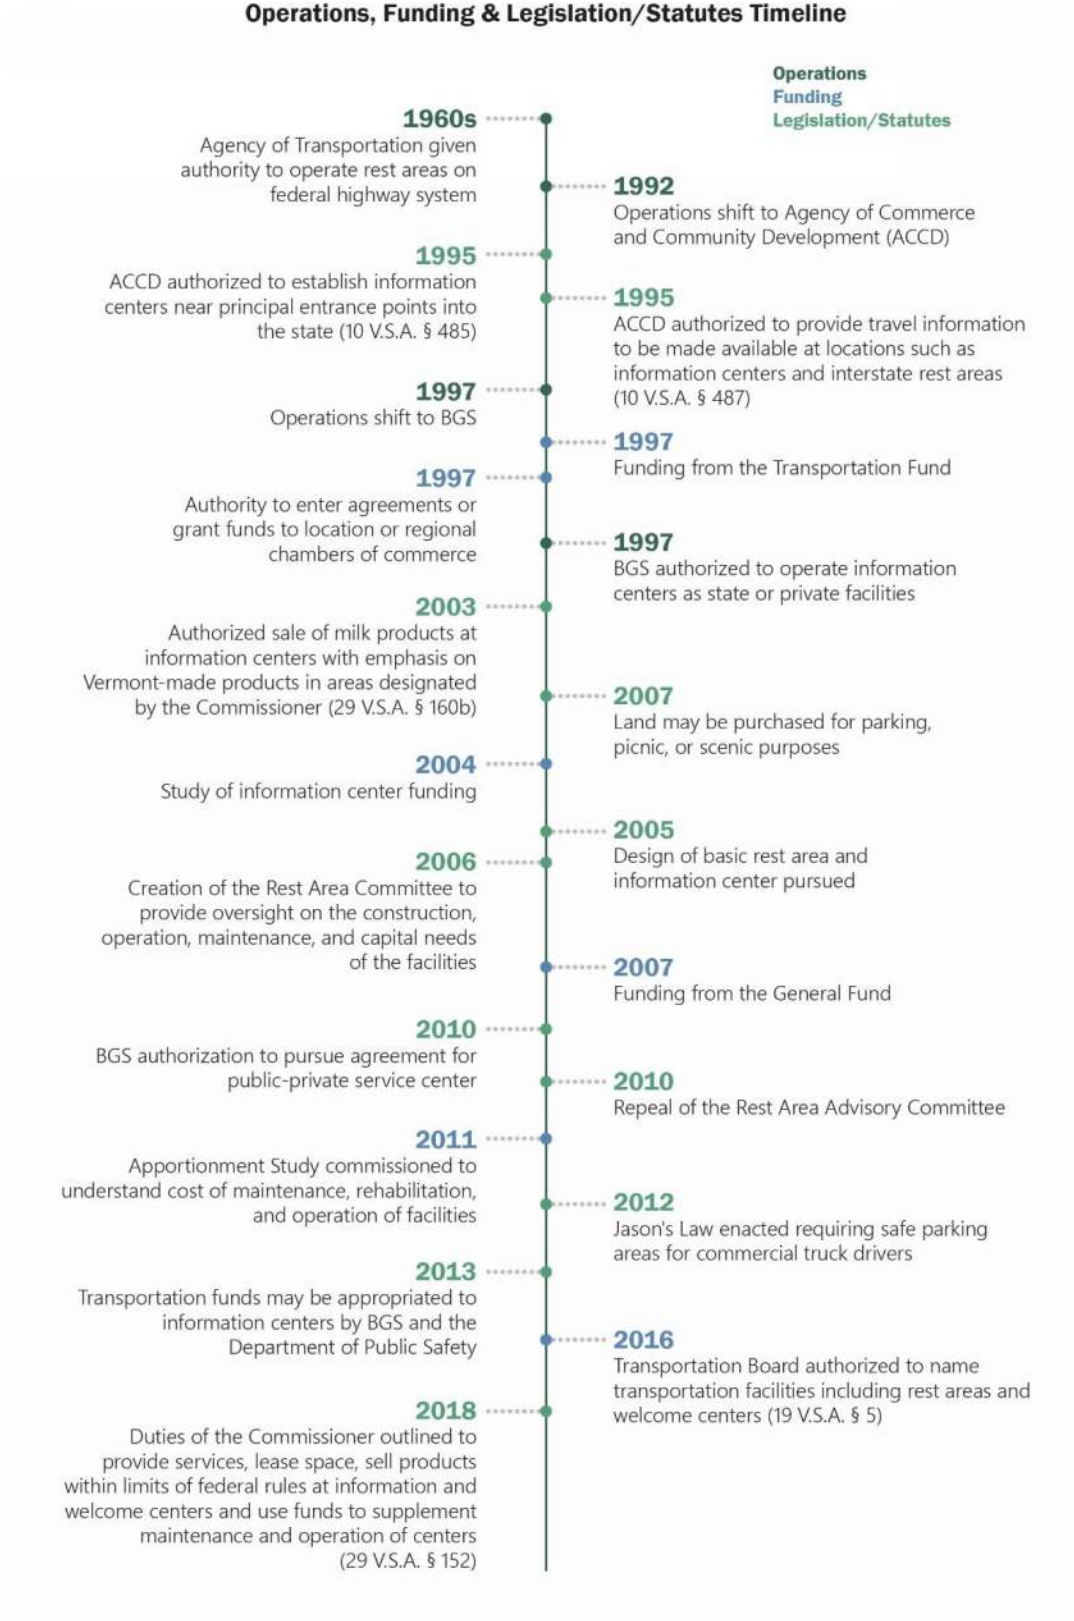 Operations, Funding & Legislation/Statutes Timeline
Operations
Funding
Legislation/Statutes
1960s
Agency of Transportation given
authority to operate rest areas on
federal highway system
1992
Operations shift to Agency of Commerce
and Community Development (ACCD)
1995
ACCD authorized to establish information
centers near principal entrance points into
the state (10 V.S.A. § 485)
1995
ACCD authorized to provide travel information
to be made available at locations such as
information centers and interstate rest areas
(10 V.S.A. § 487)
1997
Operations shift to BGS
1997
Funding from the Transportation Fund
1997
Authority to enter agreements or
grant funds to location or regional
chambers of commerce
1997
BGS authorized to operate information
centers as state or private facilities
2003
Authorized sale of milk products at
information centers with emphasis on
Vermont-made products in areas designated
by the Commissioner (29 V.S.A. § 160b)
2007
Land may be purchased for parking,
picnic, or scenic purposes
2004
Study of information center funding
2005
Design of basic rest area and
information center pursued
2006
Creation of the Rest Area Committee to
provide oversight on the construction,
operation, maintenance, and capital needs
of the facilities
2007
Funding from the General Fund
2010
BGS authorization to pursue agreement for
public-private service center
2010
Repeal of the Rest Area Advisory Committee
2011
Apportionment Study commissioned to
understand cost of maintenance, rehabilitation,
and operation of facilities
2012
Jason's Law enacted requiring safe parking
areas for commercial truck drivers
2013
Transportation funds may be appropriated to
information centers by BGS and the
Department of Public Safety
2016
Transportation Board authorized to name
transportation facilities including rest areas and
welcome centers (19 V.S.A. § 5)
2018
Duties of the Commissioner outlined to
provide services, lease space, sell products
within limits of federal rules at information and
welcome centers and use funds to supplement
maintenance and operation of centers
(29 V.S.A. § 152)